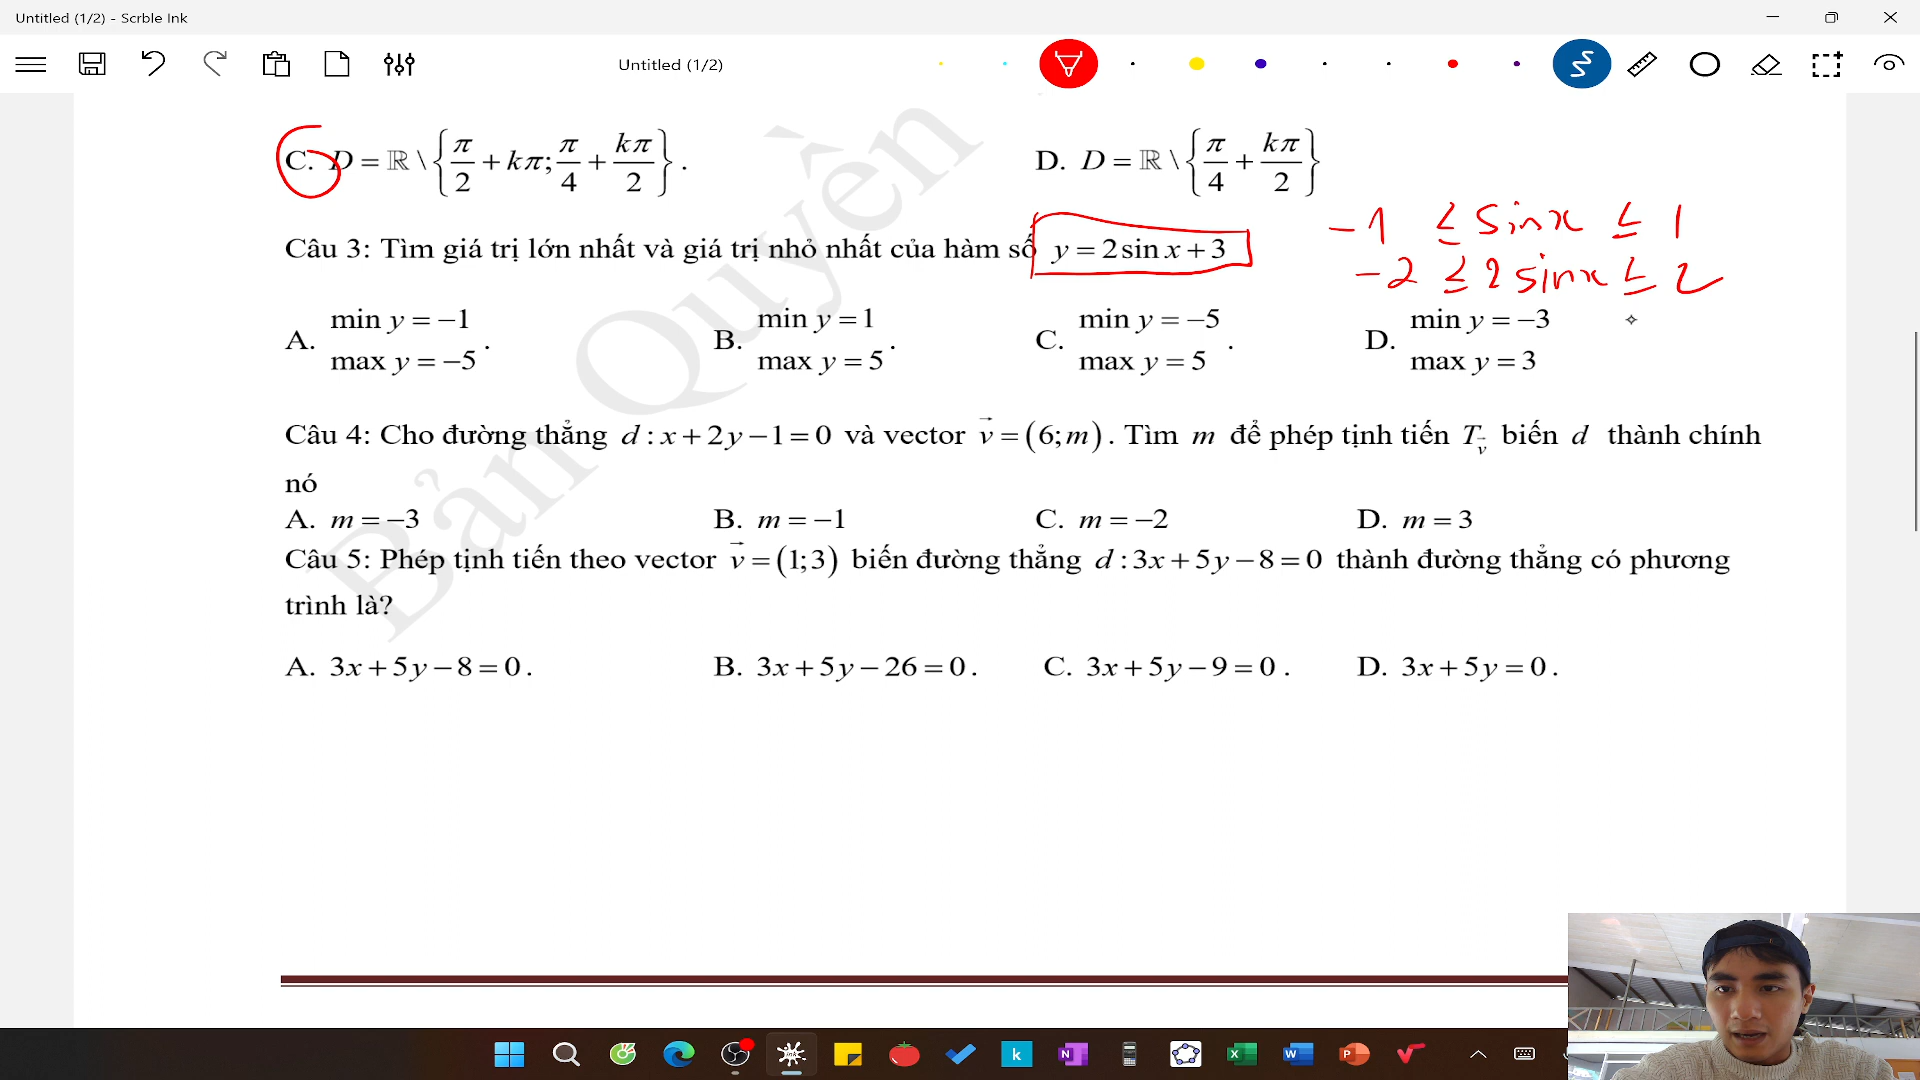 Untitled (1/2) - Scrble Ink
Untitled (1/2)
C. D = ℝ \ {π/2 + kπ; π/4 + kπ/2}.
D. D = ℝ \ {π/4 + kπ/2}
Câu 3: Tìm giá trị lớn nhất và giá trị nhỏ nhất của hàm số y = 2sin x + 3
-1 ≤ sinx ≤ 1
-2 ≤ 2sinx ≤ 2
A. min y = −1
max y = −5 .
B. min y = 1
max y = 5 .
C. min y = −5
max y = 5 .
D. min y = −3
max y = 3
Câu 4: Cho đường thẳng d : x + 2y − 1 = 0 và vector v⃗ = (6; m). Tìm m để phép tịnh tiến T_v⃗ biến d thành chính
nó
A. m = −3 B. m = −1 C. m = −2 D. m = 3
Câu 5: Phép tịnh tiến theo vector v⃗ = (1;3) biến đường thẳng d : 3x + 5y − 8 = 0 thành đường thẳng có phương
trình là?
A. 3x + 5y − 8 = 0. B. 3x + 5y − 26 = 0. C. 3x + 5y − 9 = 0. D. 3x + 5y = 0.
Bản Quyền